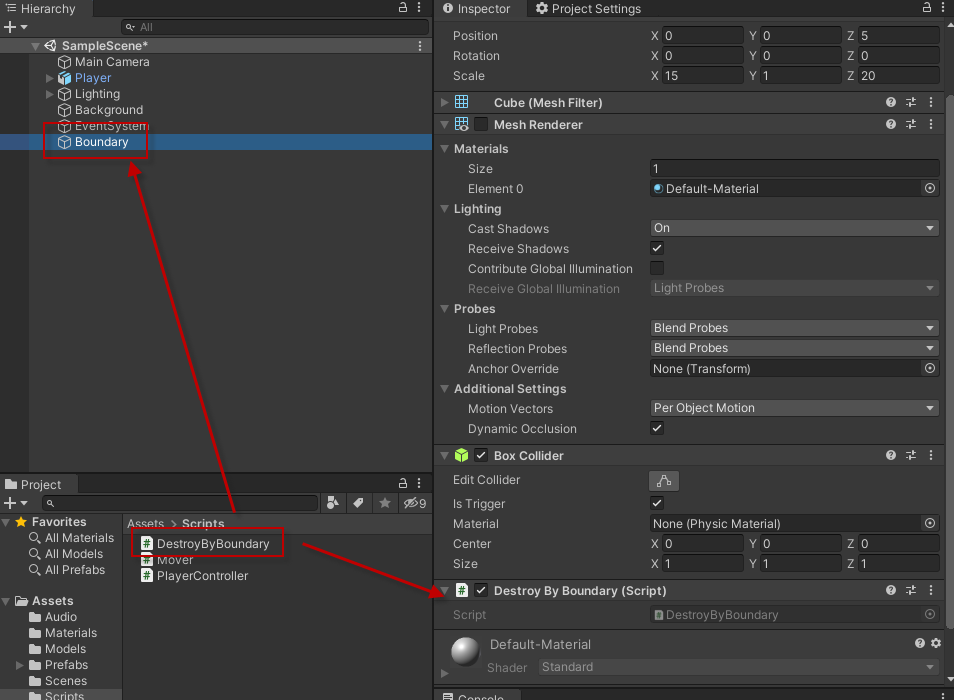 Hierarchy
All
SampleScene*
Main Camera
Player
Lighting
Background
EventSystem
Boundary
Project
9
Favorites
All Materials
All Models
All Prefabs
Assets
Audio
Materials
Models
Prefabs
Scenes
Scripts
Assets > Scripts
DestroyByBoundary
Mover
PlayerController
Inspector Project Settings
Position X 0 Y 0 Z 5
Rotation X 0 Y 0 Z 0
Scale X 15 Y 1 Z 20
Cube (Mesh Filter)
Mesh Renderer
Materials
Size 1
Element 0 Default-Material
Lighting
Cast Shadows On
Receive Shadows
Contribute Global Illumination
Receive Global Illumination Light Probes
Probes
Light Probes Blend Probes
Reflection Probes Blend Probes
Anchor Override None (Transform)
Additional Settings
Motion Vectors Per Object Motion
Dynamic Occlusion
Box Collider
Edit Collider
Is Trigger
Material None (Physic Material)
Center X 0 Y 0 Z 0
Size X 1 Y 1 Z 1
# Destroy By Boundary (Script)
Script DestroyByBoundary
Default-Material
Shader Standard
Console